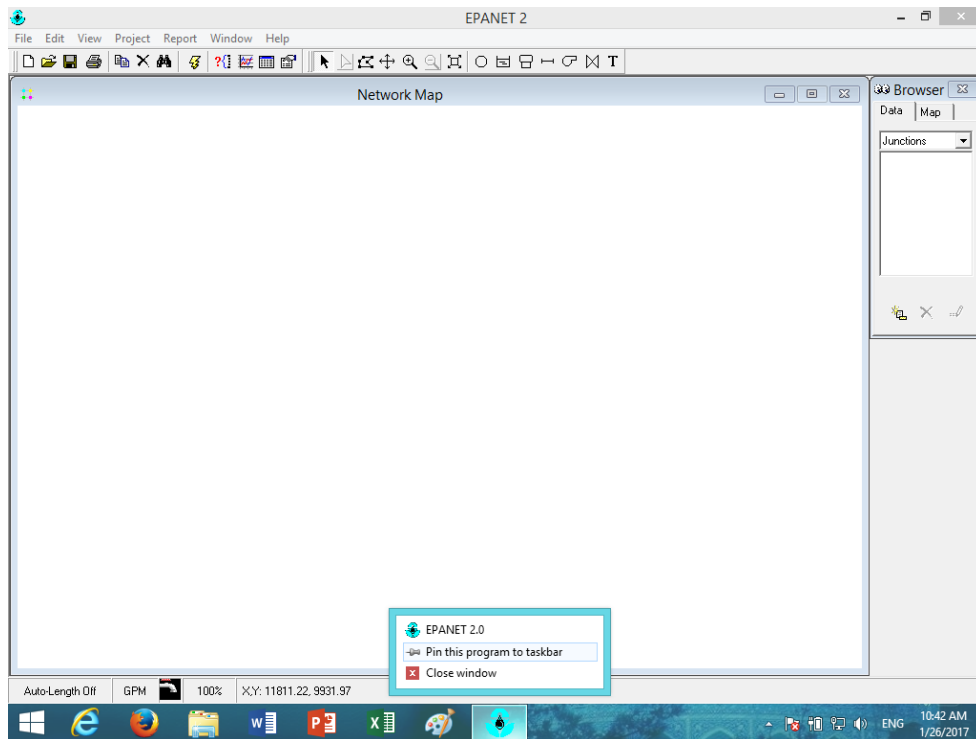 EPANET 2
File Edit View Project Report Window Help
T
Network Map
Browser
Data Map
Junctions
EPANET 2.0
Pin this program to taskbar
Close window
Auto-Length Off GPM 100% X,Y: 11811.22, 9931.97
ENG
10:42 AM
1/26/2017